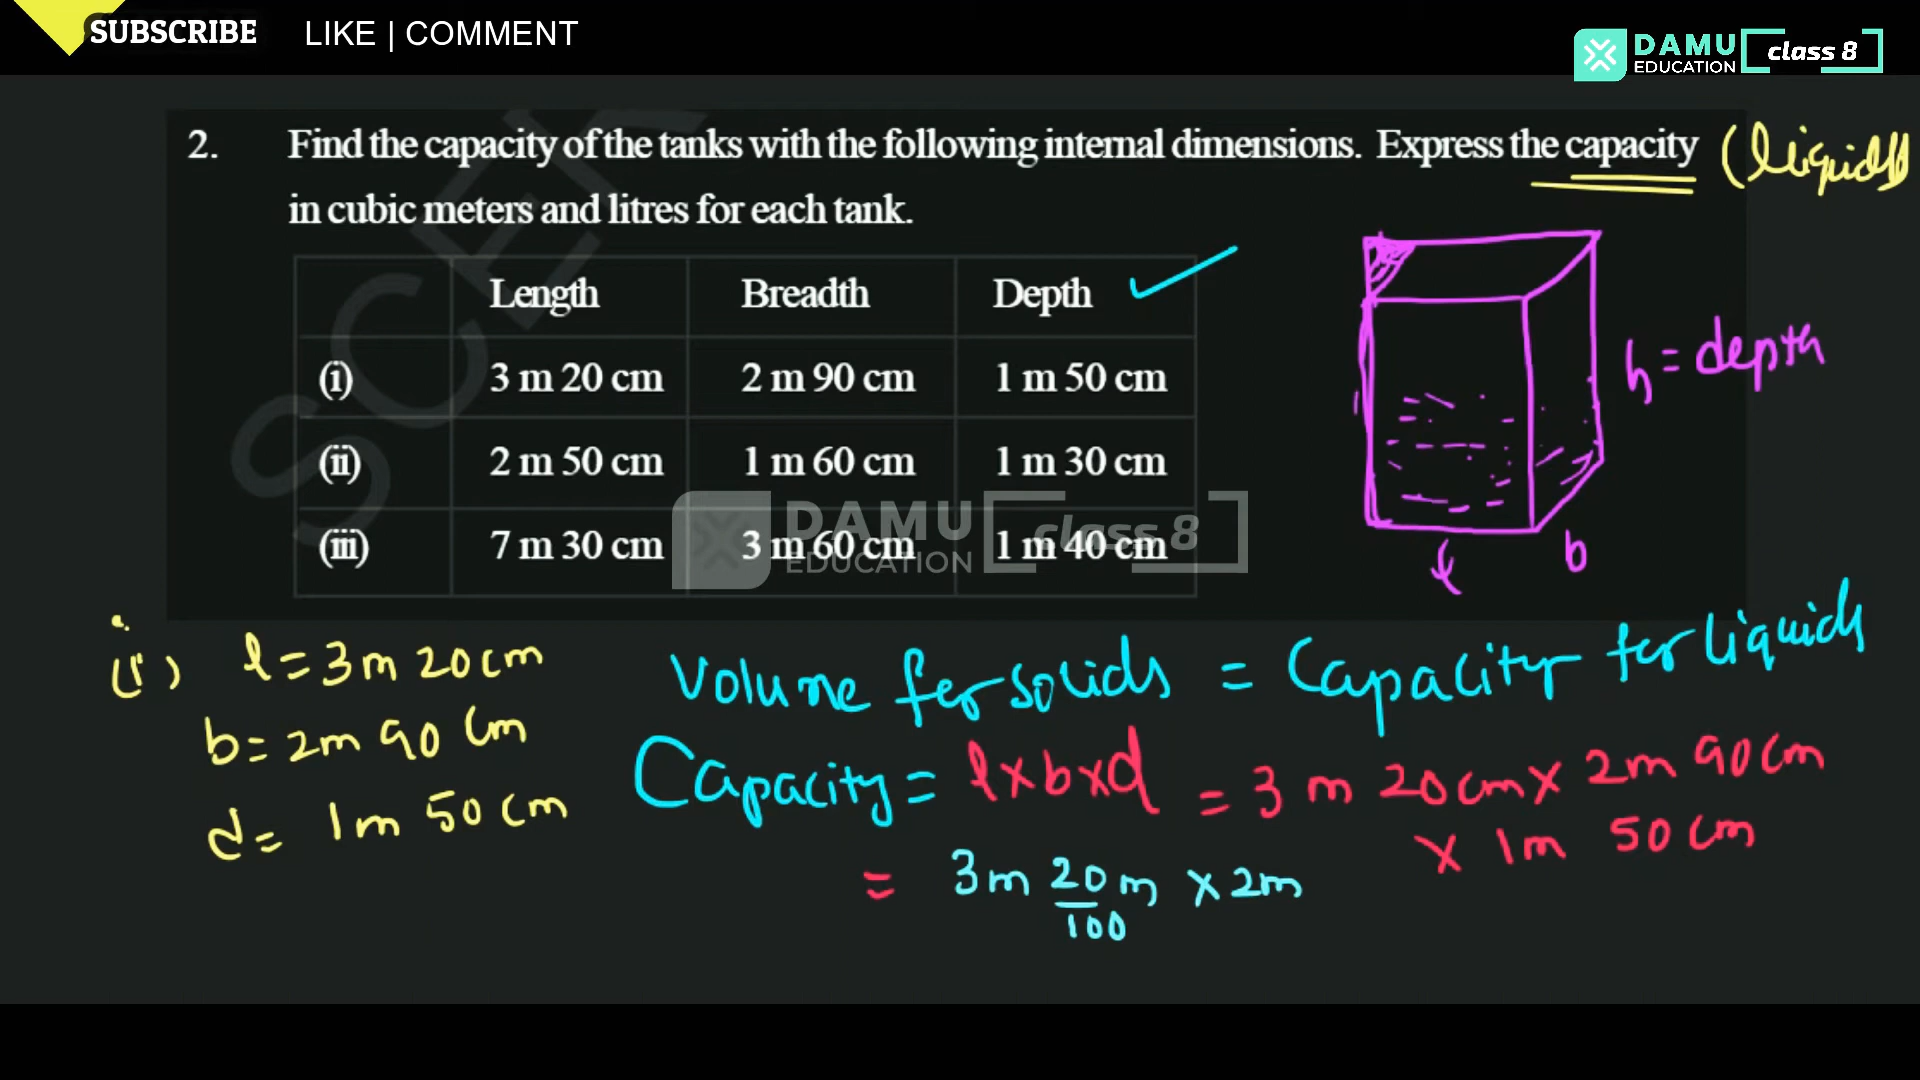 SUBSCRIBE LIKE | COMMENT
DAMU EDUCATION class 8
2. Find the capacity of the tanks with the following internal dimensions. Express the capacity (liquids)
in cubic meters and litres for each tank.
Length Breadth Depth
(i) 3 m 20 cm 2 m 90 cm 1 m 50 cm
(ii) 2 m 50 cm 1 m 60 cm 1 m 30 cm
(iii) 7 m 30 cm 3 m 60 cm 1 m 40 cm
h = depth
b
SCER
DAMU EDUCATION class 8
(i) l = 3m 20cm
b = 2m 90 cm
d = 1m 50 cm
Volume for solids = Capacity for liquids
Capacity = l×b×d = 3 m 20cm × 2m 90cm
× 1m 50 cm
= 3m 20/100 m × 2m